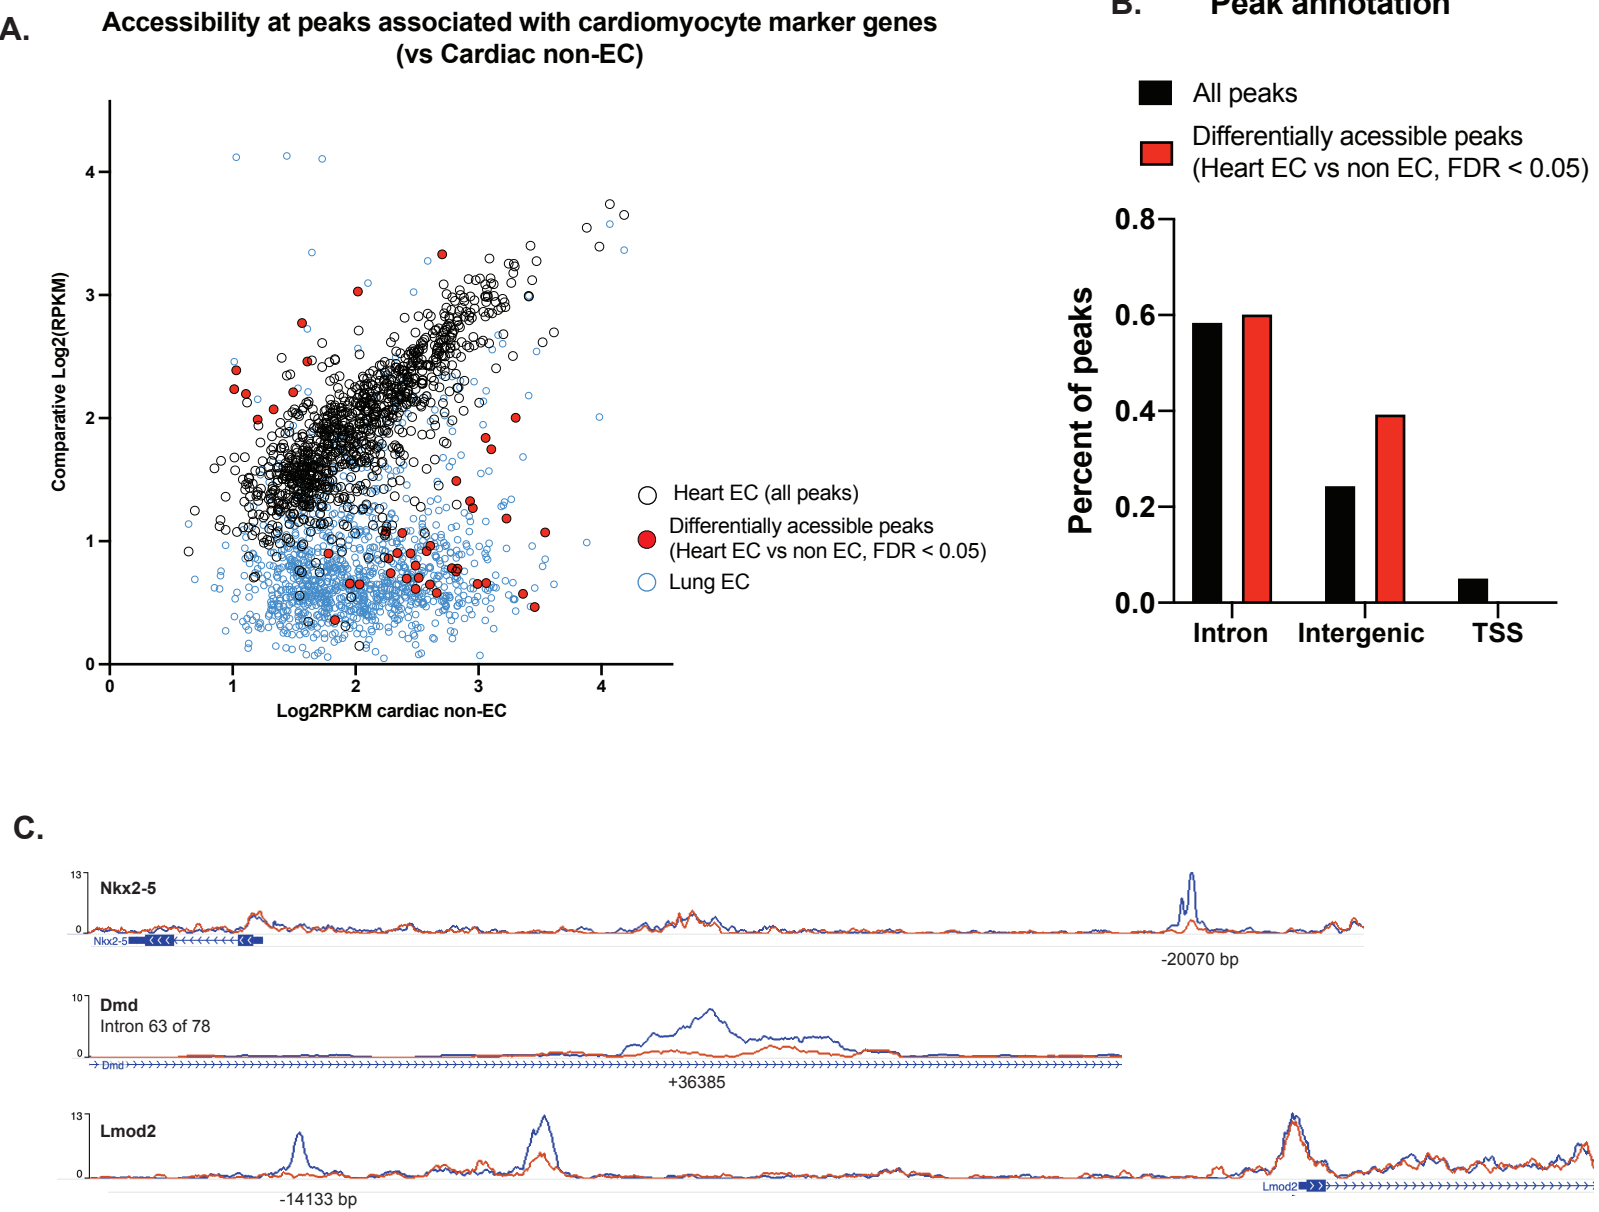 A.
Accessibility at peaks associated with cardiomyocyte marker genes
(vs Cardiac non-EC)
Comparative Log2(RPKM)
4
3
2
1
0
0
1
2
3
4
Log2RPKM cardiac non-EC
Heart EC (all peaks)
Differentially acessible peaks
(Heart EC vs non EC, FDR < 0.05)
Lung EC
B.
Peak annotation
All peaks
Differentially acessible peaks
(Heart EC vs non EC, FDR < 0.05)
Percent of peaks
0.8
0.6
0.4
0.2
0.0
Intron
Intergenic
TSS
C.
13
Nkx2-5
0
Nkx2-5
-20070 bp
10
Dmd
Intron 63 of 78
0
Dmd
+36385
13
Lmod2
0
Lmod2
-14133 bp